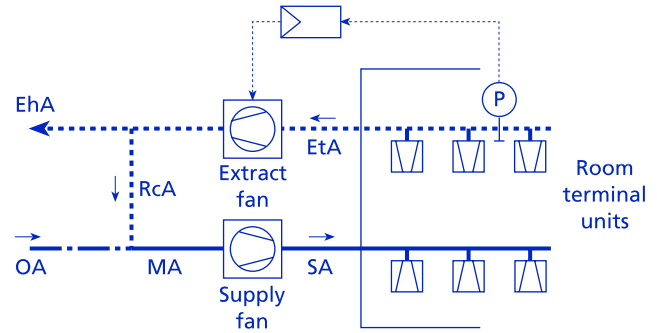 P
EhA
EtA
Extract
fan
RcA
Room
terminal
units
OA
MA
SA
Supply
fan